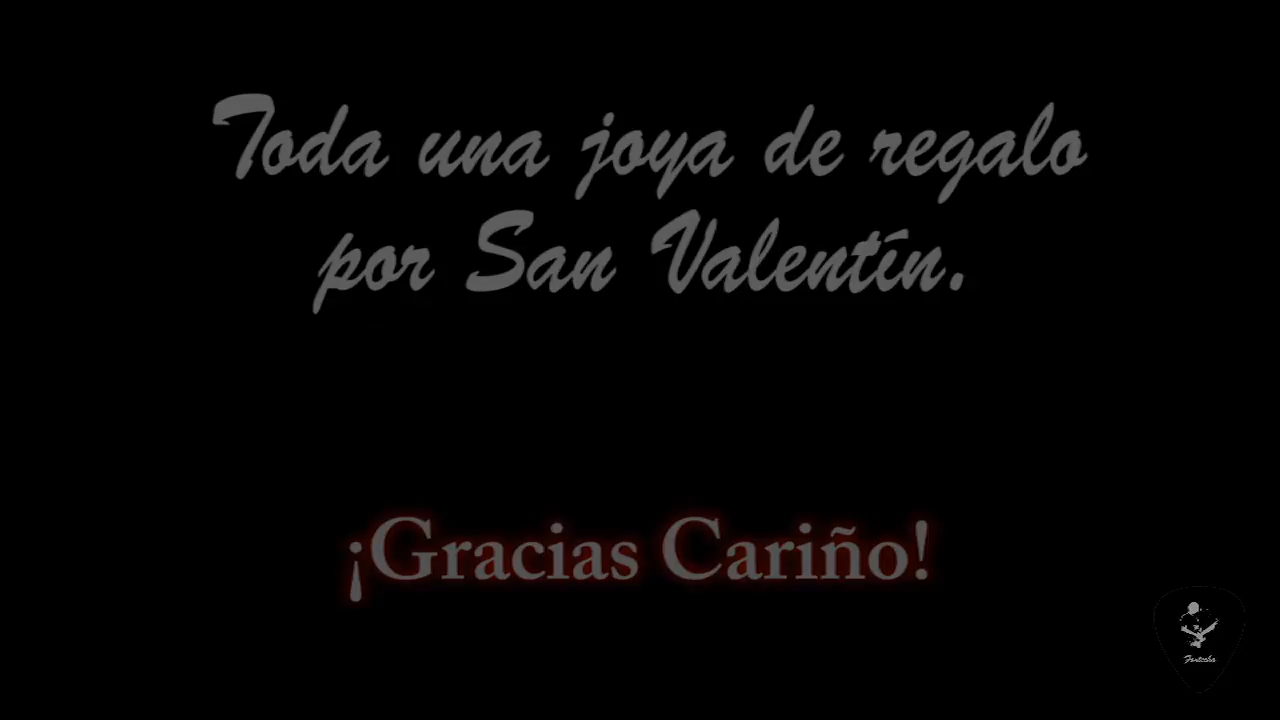 Toda una joya de regalo
por San Valentín.
¡Gracias Cariño!